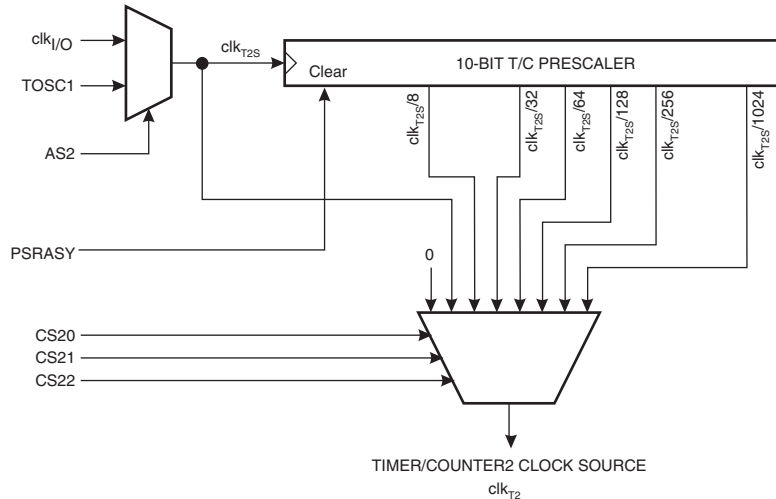 clkI/O
clkT2S
10-BIT T/C PRESCALER
TOSC1
Clear
clkT2S/8
clkT2S/32
clkT2S/64
clkT2S/128
clkT2S/256
clkT2S/1024
AS2
PSRASY
0
CS20
CS21
CS22
TIMER/COUNTER2 CLOCK SOURCE
clkT2